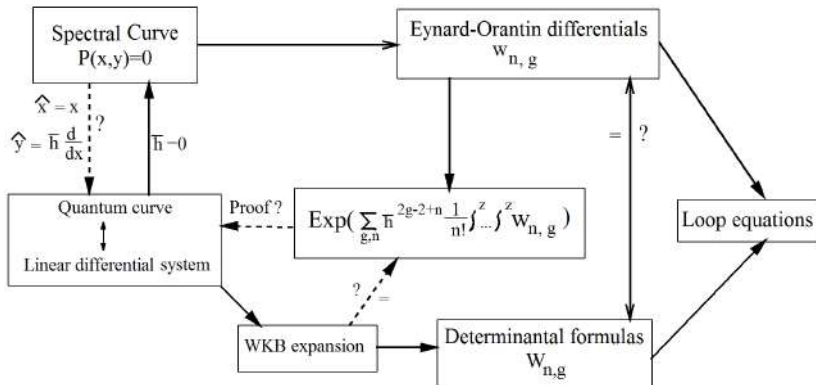 Spectral Curve
P(x,y)=0
Eynard-Orantin differentials
w_{n, g}
x̂ = x
?
ŷ = ħ d/dx
ħ=0
= ?
Quantum curve
Linear differential system
Proof ?
Exp( ∑_{g,n} ħ^{2g-2+n} 1/n! ∫^z ... ∫^z w_{n, g} )
Loop equations
? =
WKB expansion
Determinantal formulas
W_{n,g}